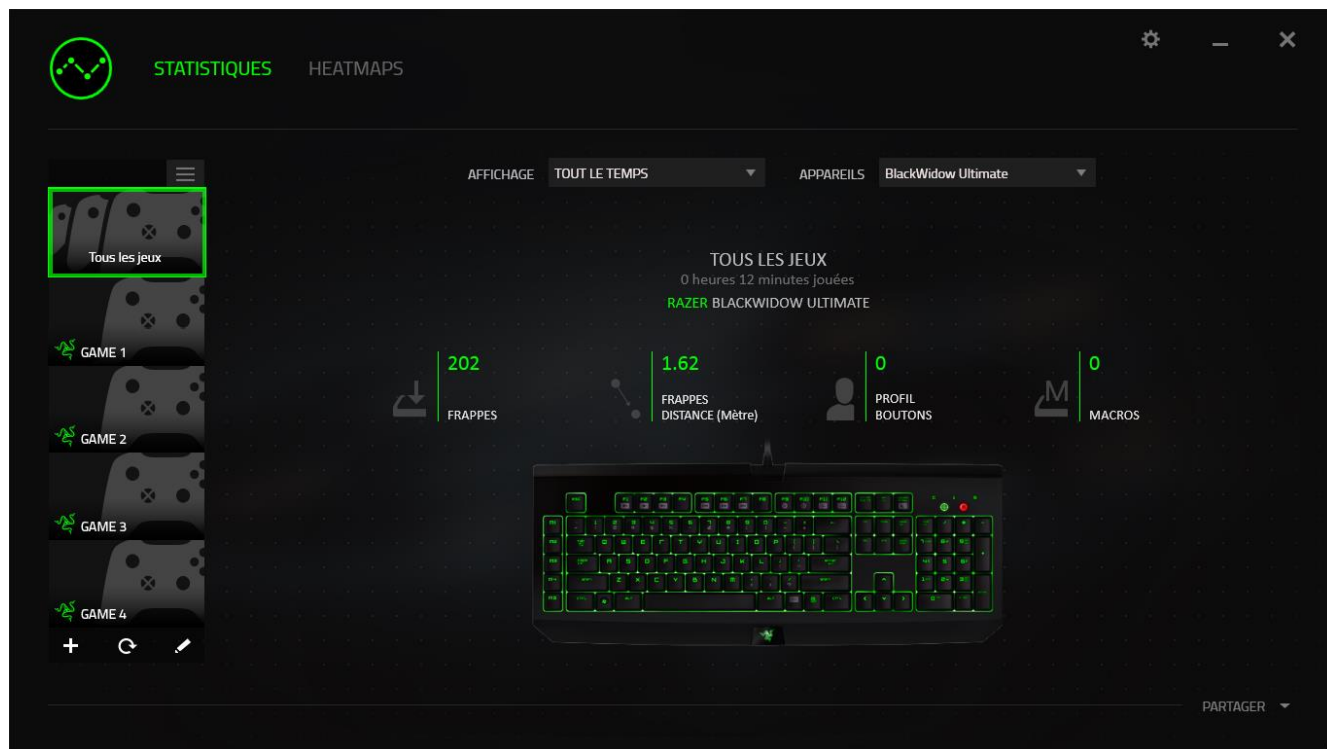 STATISTIQUES HEATMAPS
AFFICHAGE TOUT LE TEMPS APPAREILS BlackWidow Ultimate
Tous les jeux
TOUS LES JEUX
0 heures 12 minutes jouées
RAZER BLACKWIDOW ULTIMATE
GAME 1
GAME 2
GAME 3
GAME 4
202
FRAPPES
1.62
FRAPPES
DISTANCE (Mètre)
0
PROFIL
BOUTONS
M
0
MACROS
PARTAGER